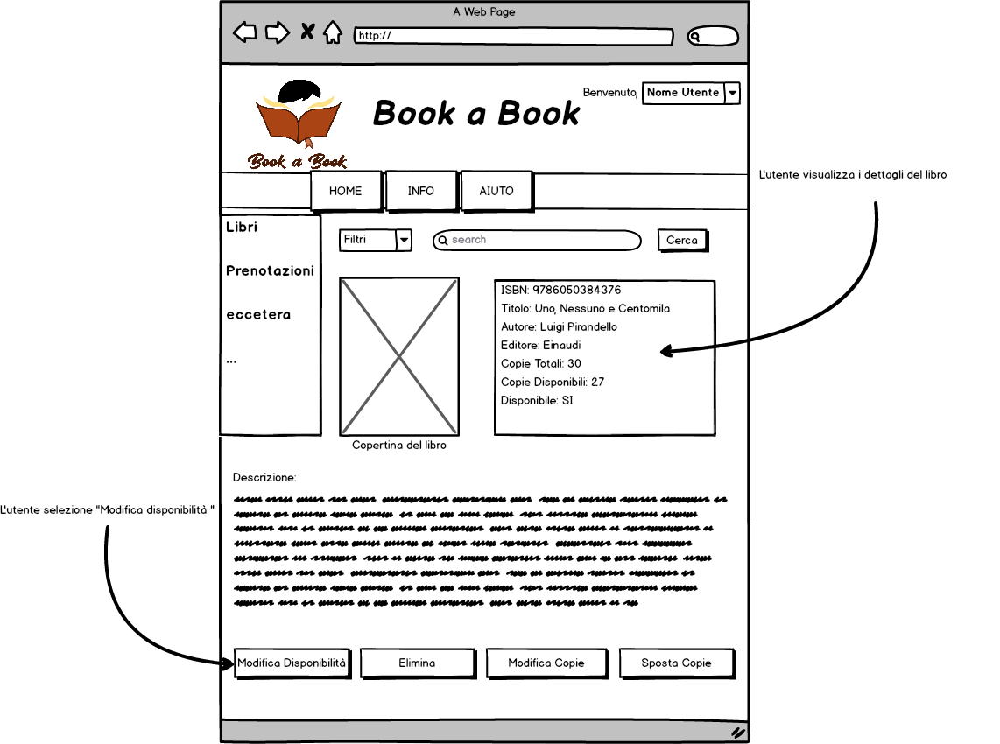 A Web Page
http://
Benvenuto,
Nome Utente
Book a Book
Book a Book
L'utente visualizza i dettagli del libro
HOME
INFO
AIUTO
Libri
Prenotazioni
eccetera
...
Filtri
search
Cerca
ISBN: 9786050384376
Titolo: Uno, Nessuno e Centomila
Autore: Luigi Pirandello
Editore: Einaudi
Copie Totali: 30
Copie Disponibili: 27
Disponibile: SI
Copertina del libro
Descrizione:
L'utente selezione "Modifica disponibilità "
Modifica Disponibilità
Elimina
Modifica Copie
Sposta Copie